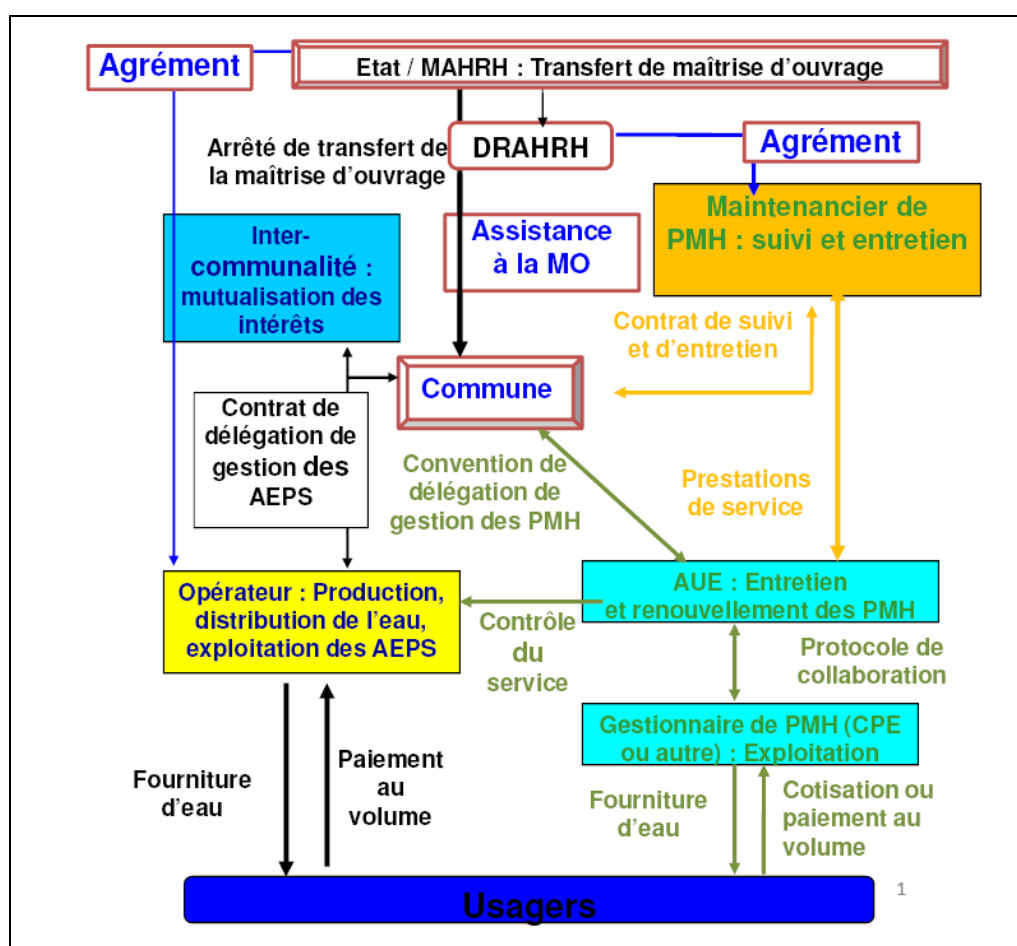 Agrément
Etat / MAHRH : Transfert de maîtrise d'ouvrage
Arrêté de transfert de
la maîtrise d'ouvrage
DRAHRH
Agrément
Inter-
communalité :
mutualisation des
intérêts
Assistance
à la MO
Maintenancier de
PMH : suivi et entretien
Contrat de suivi
et d'entretien
Commune
Contrat de
délégation de
gestion des
AEPS
Convention de
délégation de
gestion des PMH
Prestations
de service
Opérateur : Production,
distribution de l'eau,
exploitation des AEPS
Contrôle
du
service
AUE : Entretien
et renouvellement des PMH
Protocole de
collaboration
Gestionnaire de PMH (CPE
ou autre) : Exploitation
Fourniture
d'eau
Paiement
au
volume
Fourniture
d'eau
Cotisation ou
paiement au
volume
Usagers
1